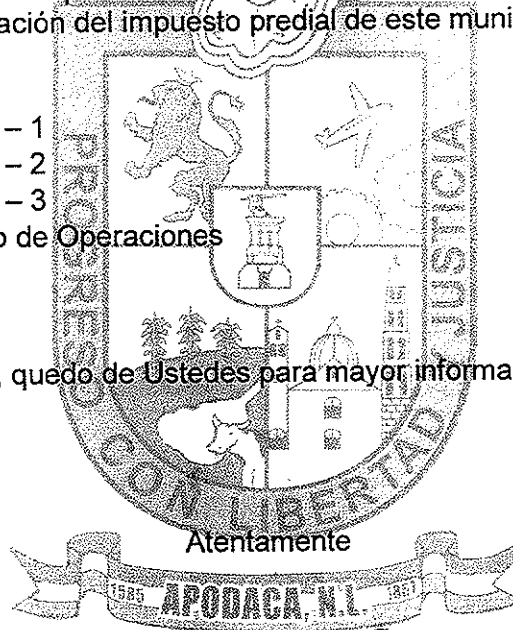 ación del impuesto predial de este muni
– 1
– 2
– 3
o de Operaciones
, quedo de Ustedes para mayor informa
Atentamente
PROGRESO CON LIBERTAD Y JUSTICIA
1585 APODACA, N.L. 1851